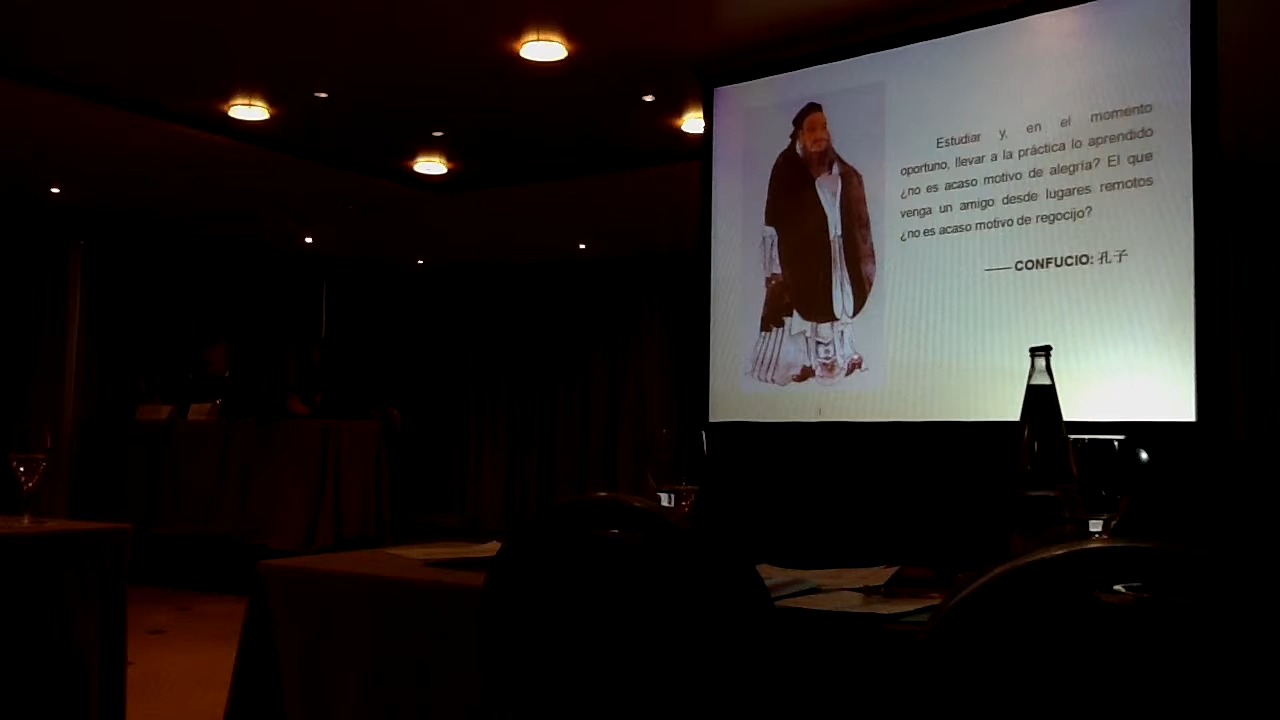 Estudiar y, en el momento
oportuno, llevar a la práctica lo aprendido
¿no es acaso motivo de alegría? El que
venga un amigo desde lugares remotos
¿no es acaso motivo de regocijo?
—— CONFUCIO: 孔子